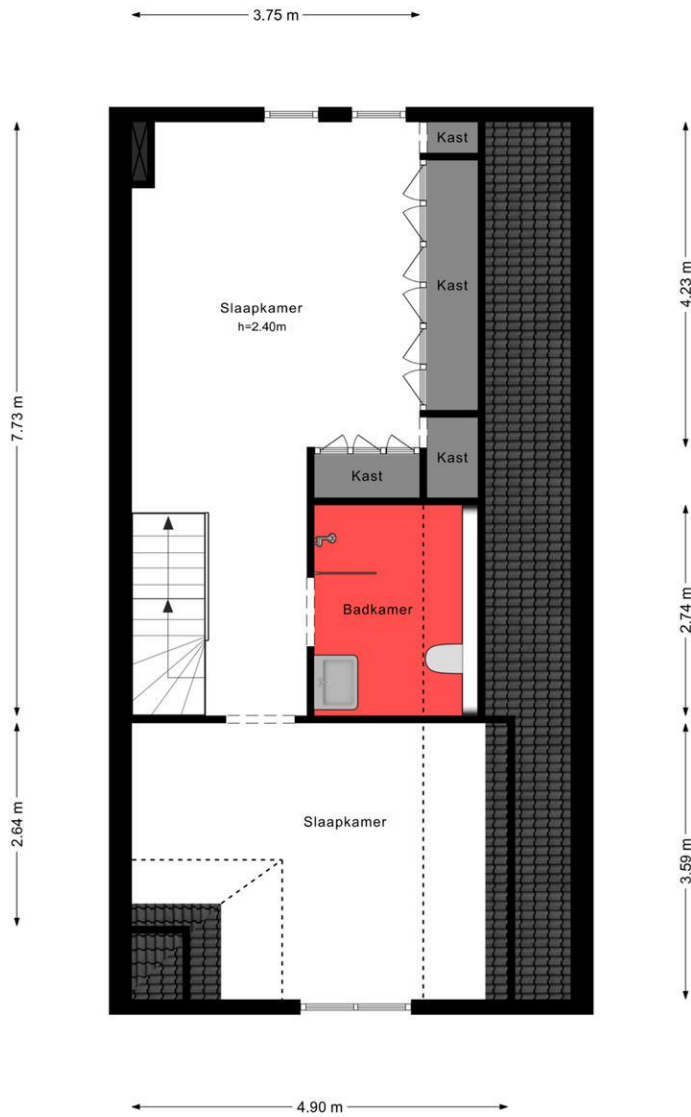 3.75 m
Kast
4.23 m
Kast
Slaapkamer
h=2.40m
7.73 m
Kast
Kast
Badkamer
2.74 m
Slaapkamer
2.64 m
3.59 m
4.90 m